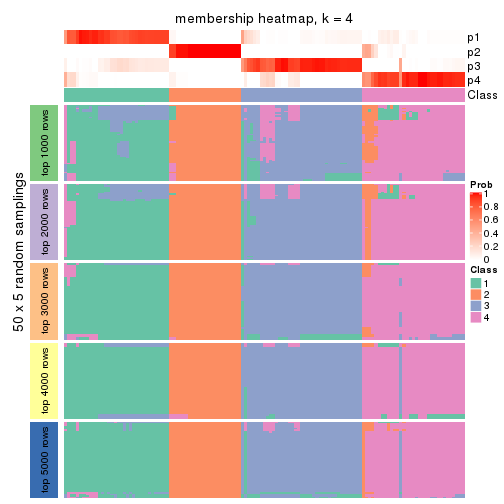 membership heatmap, k = 4
p1
p2
p3
p4
Class
50 x 5 random samplings
top 1000 rows
top 2000 rows
top 3000 rows
top 4000 rows
top 5000 rows
Prob
1
0.8
0.6
0.4
0.2
0
Class
1
2
3
4